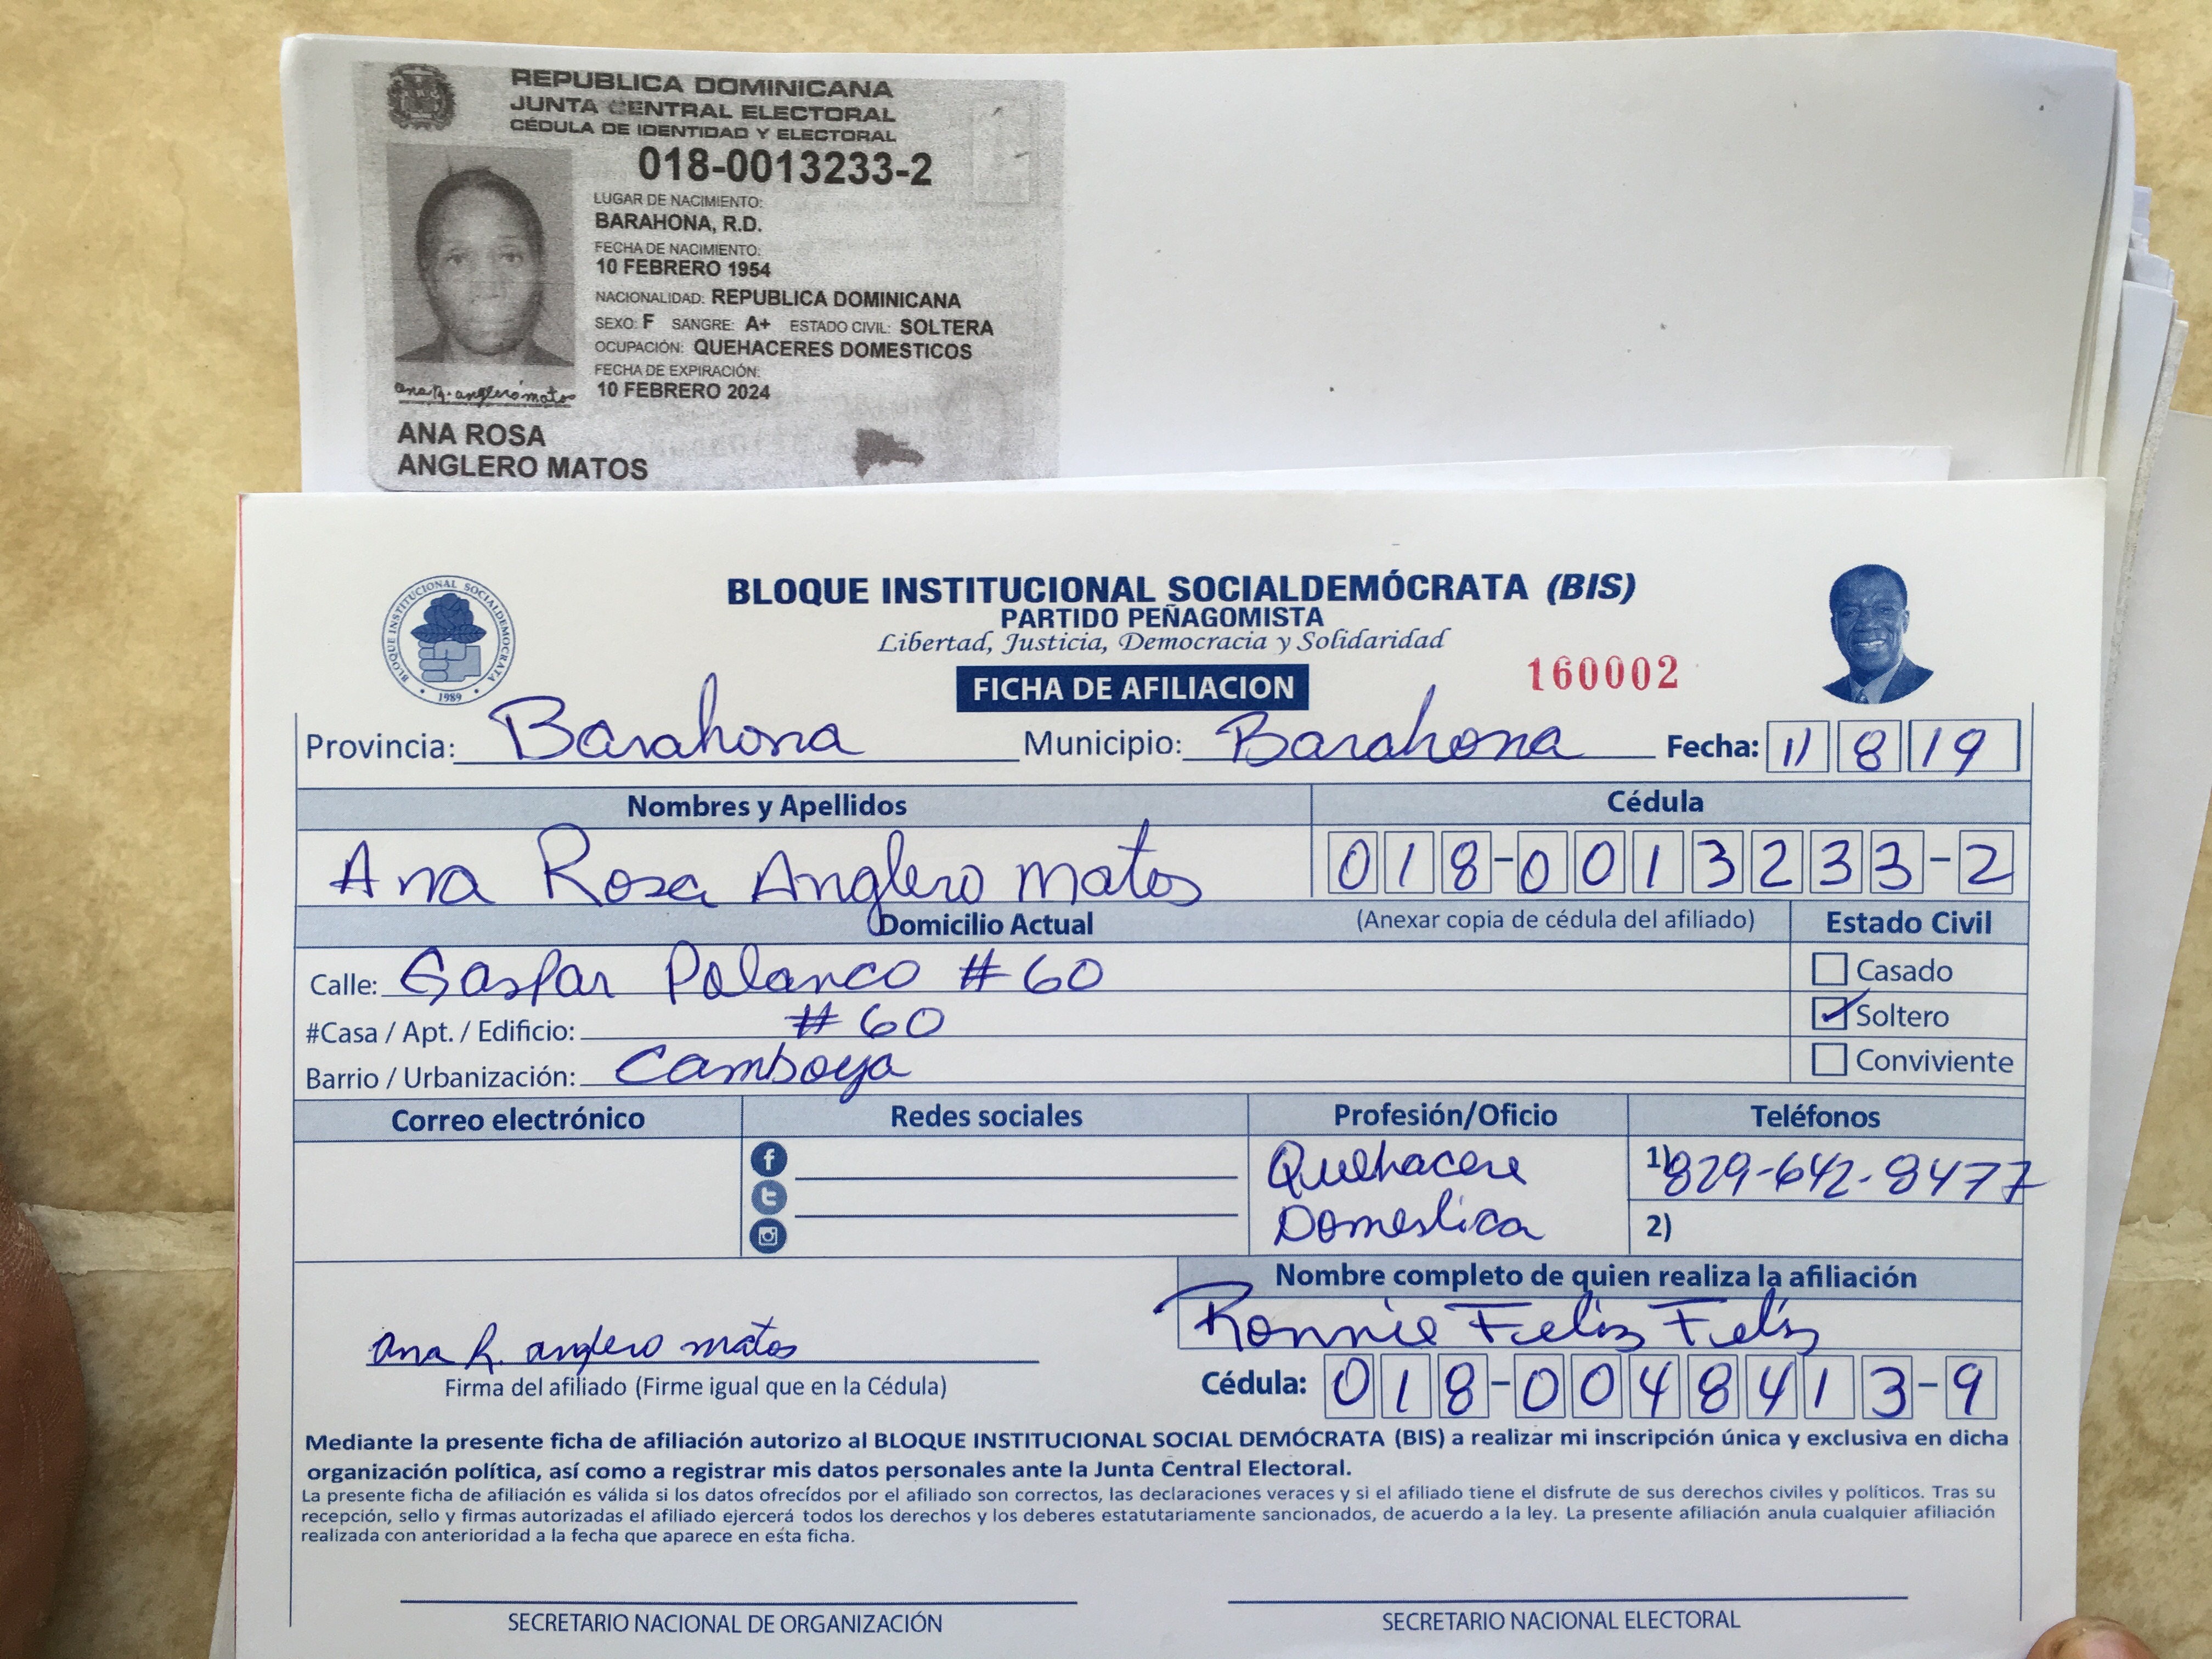 REPUBLICA DOMINICANA
JUNTA CENTRAL ELECTORAL
CÉDULA DE IDENTIDAD Y ELECTORAL
018-0013233-2
LUGAR DE NACIMIENTO:
BARAHONA, R.D.
FECHA DE NACIMIENTO:
10 FEBRERO 1954
NACIONALIDAD: REPUBLICA DOMINICANA
SEXO: F SANGRE: A+ ESTADO CIVIL: SOLTERA
OCUPACIÓN: QUEHACERES DOMESTICOS
FECHA DE EXPIRACIÓN:
10 FEBRERO 2024
ana R. anglero matos
ANA ROSA
ANGLERO MATOS
BLOQUE INSTITUCIONAL SOCIALDEMOCRATA
1989
BLOQUE INSTITUCIONAL SOCIALDEMÓCRATA (BIS)
PARTIDO PEÑAGOMISTA
Libertad, Justicia, Democracia y Solidaridad
FICHA DE AFILIACION 160002
Provincia: Barahona Municipio: Barahona Fecha: 11 8 19
Nombres y Apellidos Cédula
Ana Rosa Anglero Matos 018-0013233-2
Domicilio Actual (Anexar copia de cédula del afiliado) Estado Civil
Calle: Gaspar Polanco #60 Casado
#Casa / Apt. / Edificio: #60 Soltero
Barrio / Urbanización: Camboya Conviviente
Correo electrónico Redes sociales Profesión/Oficio Teléfonos
Quehacere 1) 829-642-8477
Domestica 2)
Nombre completo de quien realiza la afiliación
Ronnie Feliz Feliz
ana R. anglero matos
Firma del afiliado (Firme igual que en la Cédula) Cédula: 018-0048413-9
Mediante la presente ficha de afiliación autorizo al BLOQUE INSTITUCIONAL SOCIAL DEMÓCRATA (BIS) a realizar mi inscripción única y exclusiva en dicha
organización política, así como a registrar mis datos personales ante la Junta Central Electoral.
La presente ficha de afiliación es válida si los datos ofrecídos por el afiliado son correctos, las declaraciones veraces y si el afiliado tiene el disfrute de sus derechos civiles y políticos. Tras su
recepción, sello y firmas autorizadas el afiliado ejercerá todos los derechos y los deberes estatutariamente sancionados, de acuerdo a la ley. La presente afiliación anula cualquier afiliación
realizada con anterioridad a la fecha que aparece en esta ficha.
SECRETARIO NACIONAL DE ORGANIZACIÓN SECRETARIO NACIONAL ELECTORAL